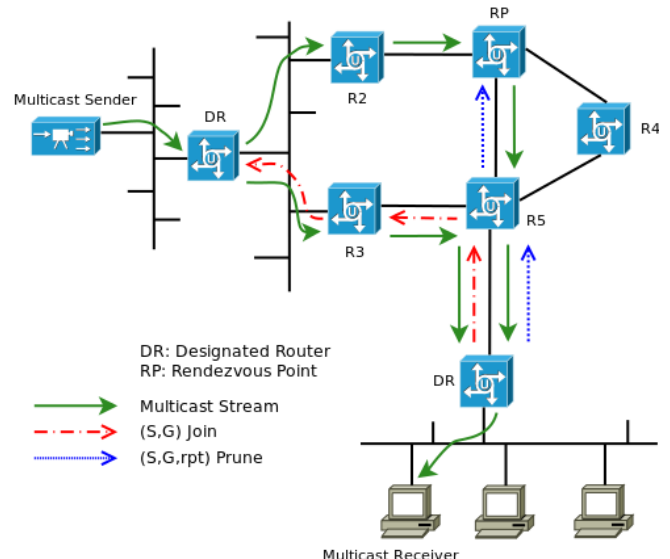 RP
R2
Multicast Sender
DR
R4
R5
R3
DR: Designated Router
RP: Rendezvous Point
DR
Multicast Stream
(S,G) Join
(S,G,rpt) Prune
Multicast Receiver